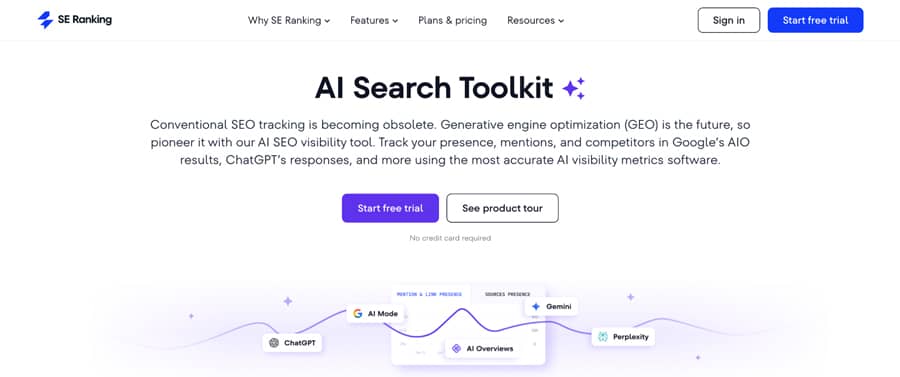 SE Ranking
Why SE Ranking
Features
Plans & pricing
Resources
Sign in
Start free trial
AI Search Toolkit
Conventional SEO tracking is becoming obsolete. Generative engine optimization (GEO) is the future, so
pioneer it with our AI SEO visibility tool. Track your presence, mentions, and competitors in Google’s AIO
results, ChatGPT’s responses, and more using the most accurate AI visibility metrics software.
Start free trial
See product tour
No credit card required
MENTION & LINK PRESENCE
SOURCES PRESENCE
Gemini
AI Mode
Perplexity
ChatGPT
AI Overviews